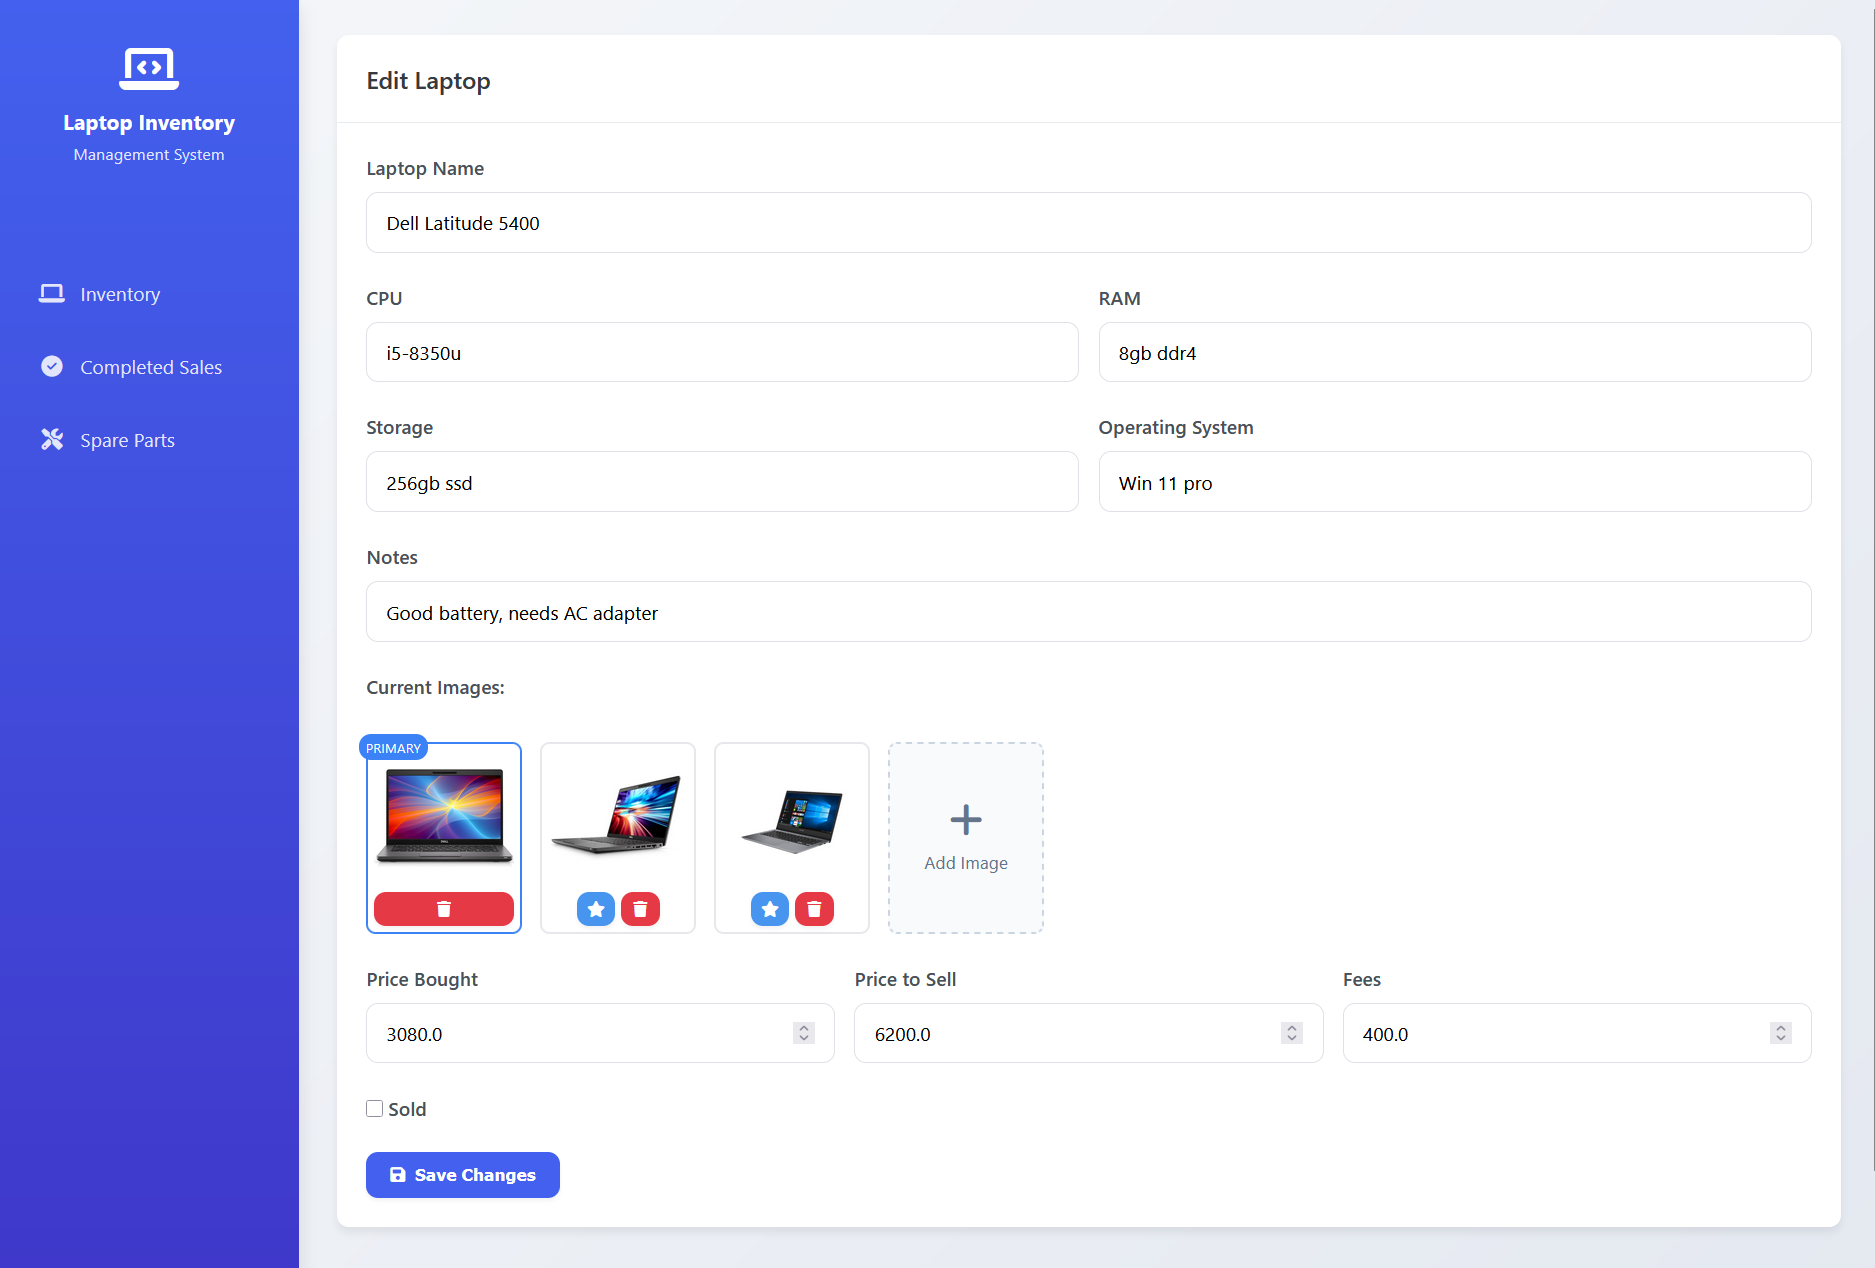 Laptop Inventory
Management System
Inventory
Completed Sales
Spare Parts
Edit Laptop
Laptop Name
Dell Latitude 5400
CPU
RAM
i5-8350u
8gb ddr4
Storage
Operating System
256gb ssd
Win 11 pro
Notes
Good battery, needs AC adapter
Current Images:
PRIMARY
Add Image
Price Bought
Price to Sell
Fees
3080.0
6200.0
400.0
Sold
Save Changes